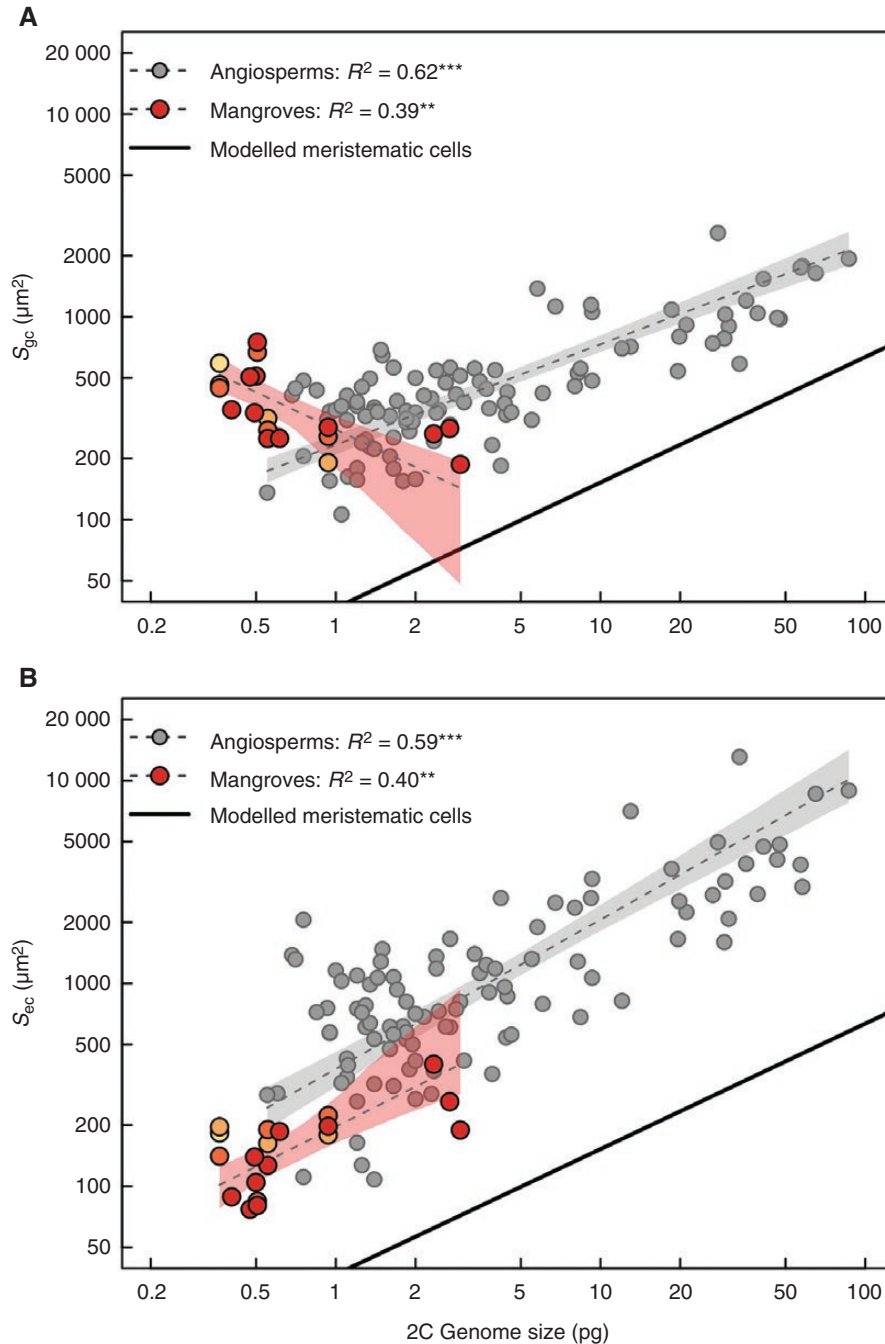 A
20 000
10 000
5000
2000
1000
500
200
100
50
S_gc (µm²)
Angiosperms: R² = 0.62***
Mangroves: R² = 0.39**
Modelled meristematic cells
0.2 0.5 1 2 5 10 20 50 100
B
20 000
10 000
5000
2000
1000
500
200
100
50
S_ec (µm²)
Angiosperms: R² = 0.59***
Mangroves: R² = 0.40**
Modelled meristematic cells
0.2 0.5 1 2 5 10 20 50 100
2C Genome size (pg)